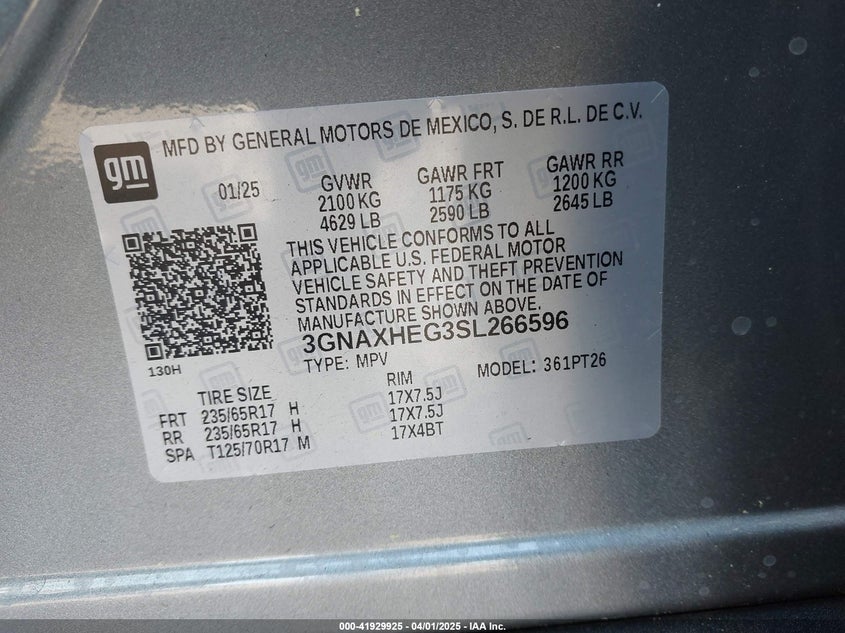 gm
MFD BY GENERAL MOTORS DE MEXICO, S. DE R.L. DE C.V.
01/25 GVWR GAWR FRT GAWR RR
2100 KG 1175 KG 1200 KG
4629 LB 2590 LB 2645 LB
THIS VEHICLE CONFORMS TO ALL
APPLICABLE U.S. FEDERAL MOTOR
VEHICLE SAFETY AND THEFT PREVENTION
STANDARDS IN EFFECT ON THE DATE OF
MANUFACTURE SHOWN ABOVE.
3GNAXHEG3SL266596
130H
TYPE: MPV MODEL: 361PT26
TIRE SIZE RIM
FRT 235/65R17 H 17X7.5J
RR 235/65R17 H 17X7.5J
SPA T125/70R17 M 17X4BT
000-41929925 - 04/01/2025 - IAA Inc.